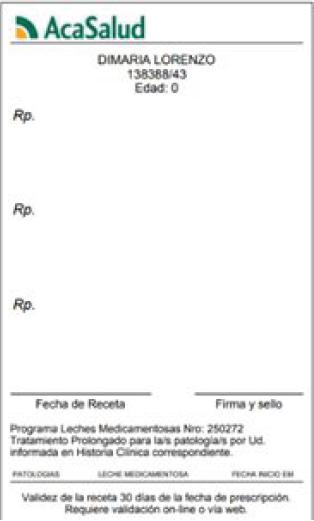 AcaSalud
DIMARIA LORENZO
138388/43
Edad: 0
Rp.
Rp.
Rp.
Fecha de Receta Firma y sello
Programa Leches Medicamentosas Nro: 250272
Tratamiento Prolongado para la/s patología/s por Ud.
informada en Historia Clínica correspondiente.
PATOLOGIAS LECHE MEDICAMENTOSA FECHA INICIO EM
Validez de la receta 30 días de la fecha de prescripción.
Requiere validación on-line o vía web.